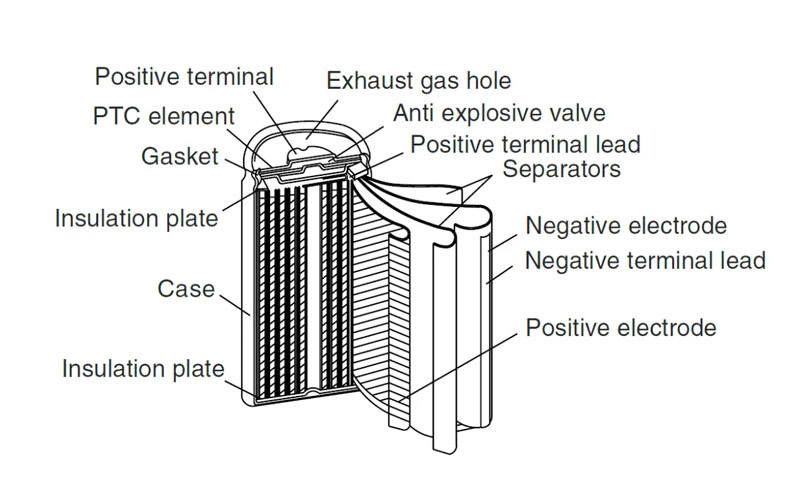 Positive terminal
Exhaust gas hole
PTC element
Anti explosive valve
Gasket
Positive terminal lead
Separators
Insulation plate
Negative electrode
Negative terminal lead
Case
Positive electrode
Insulation plate